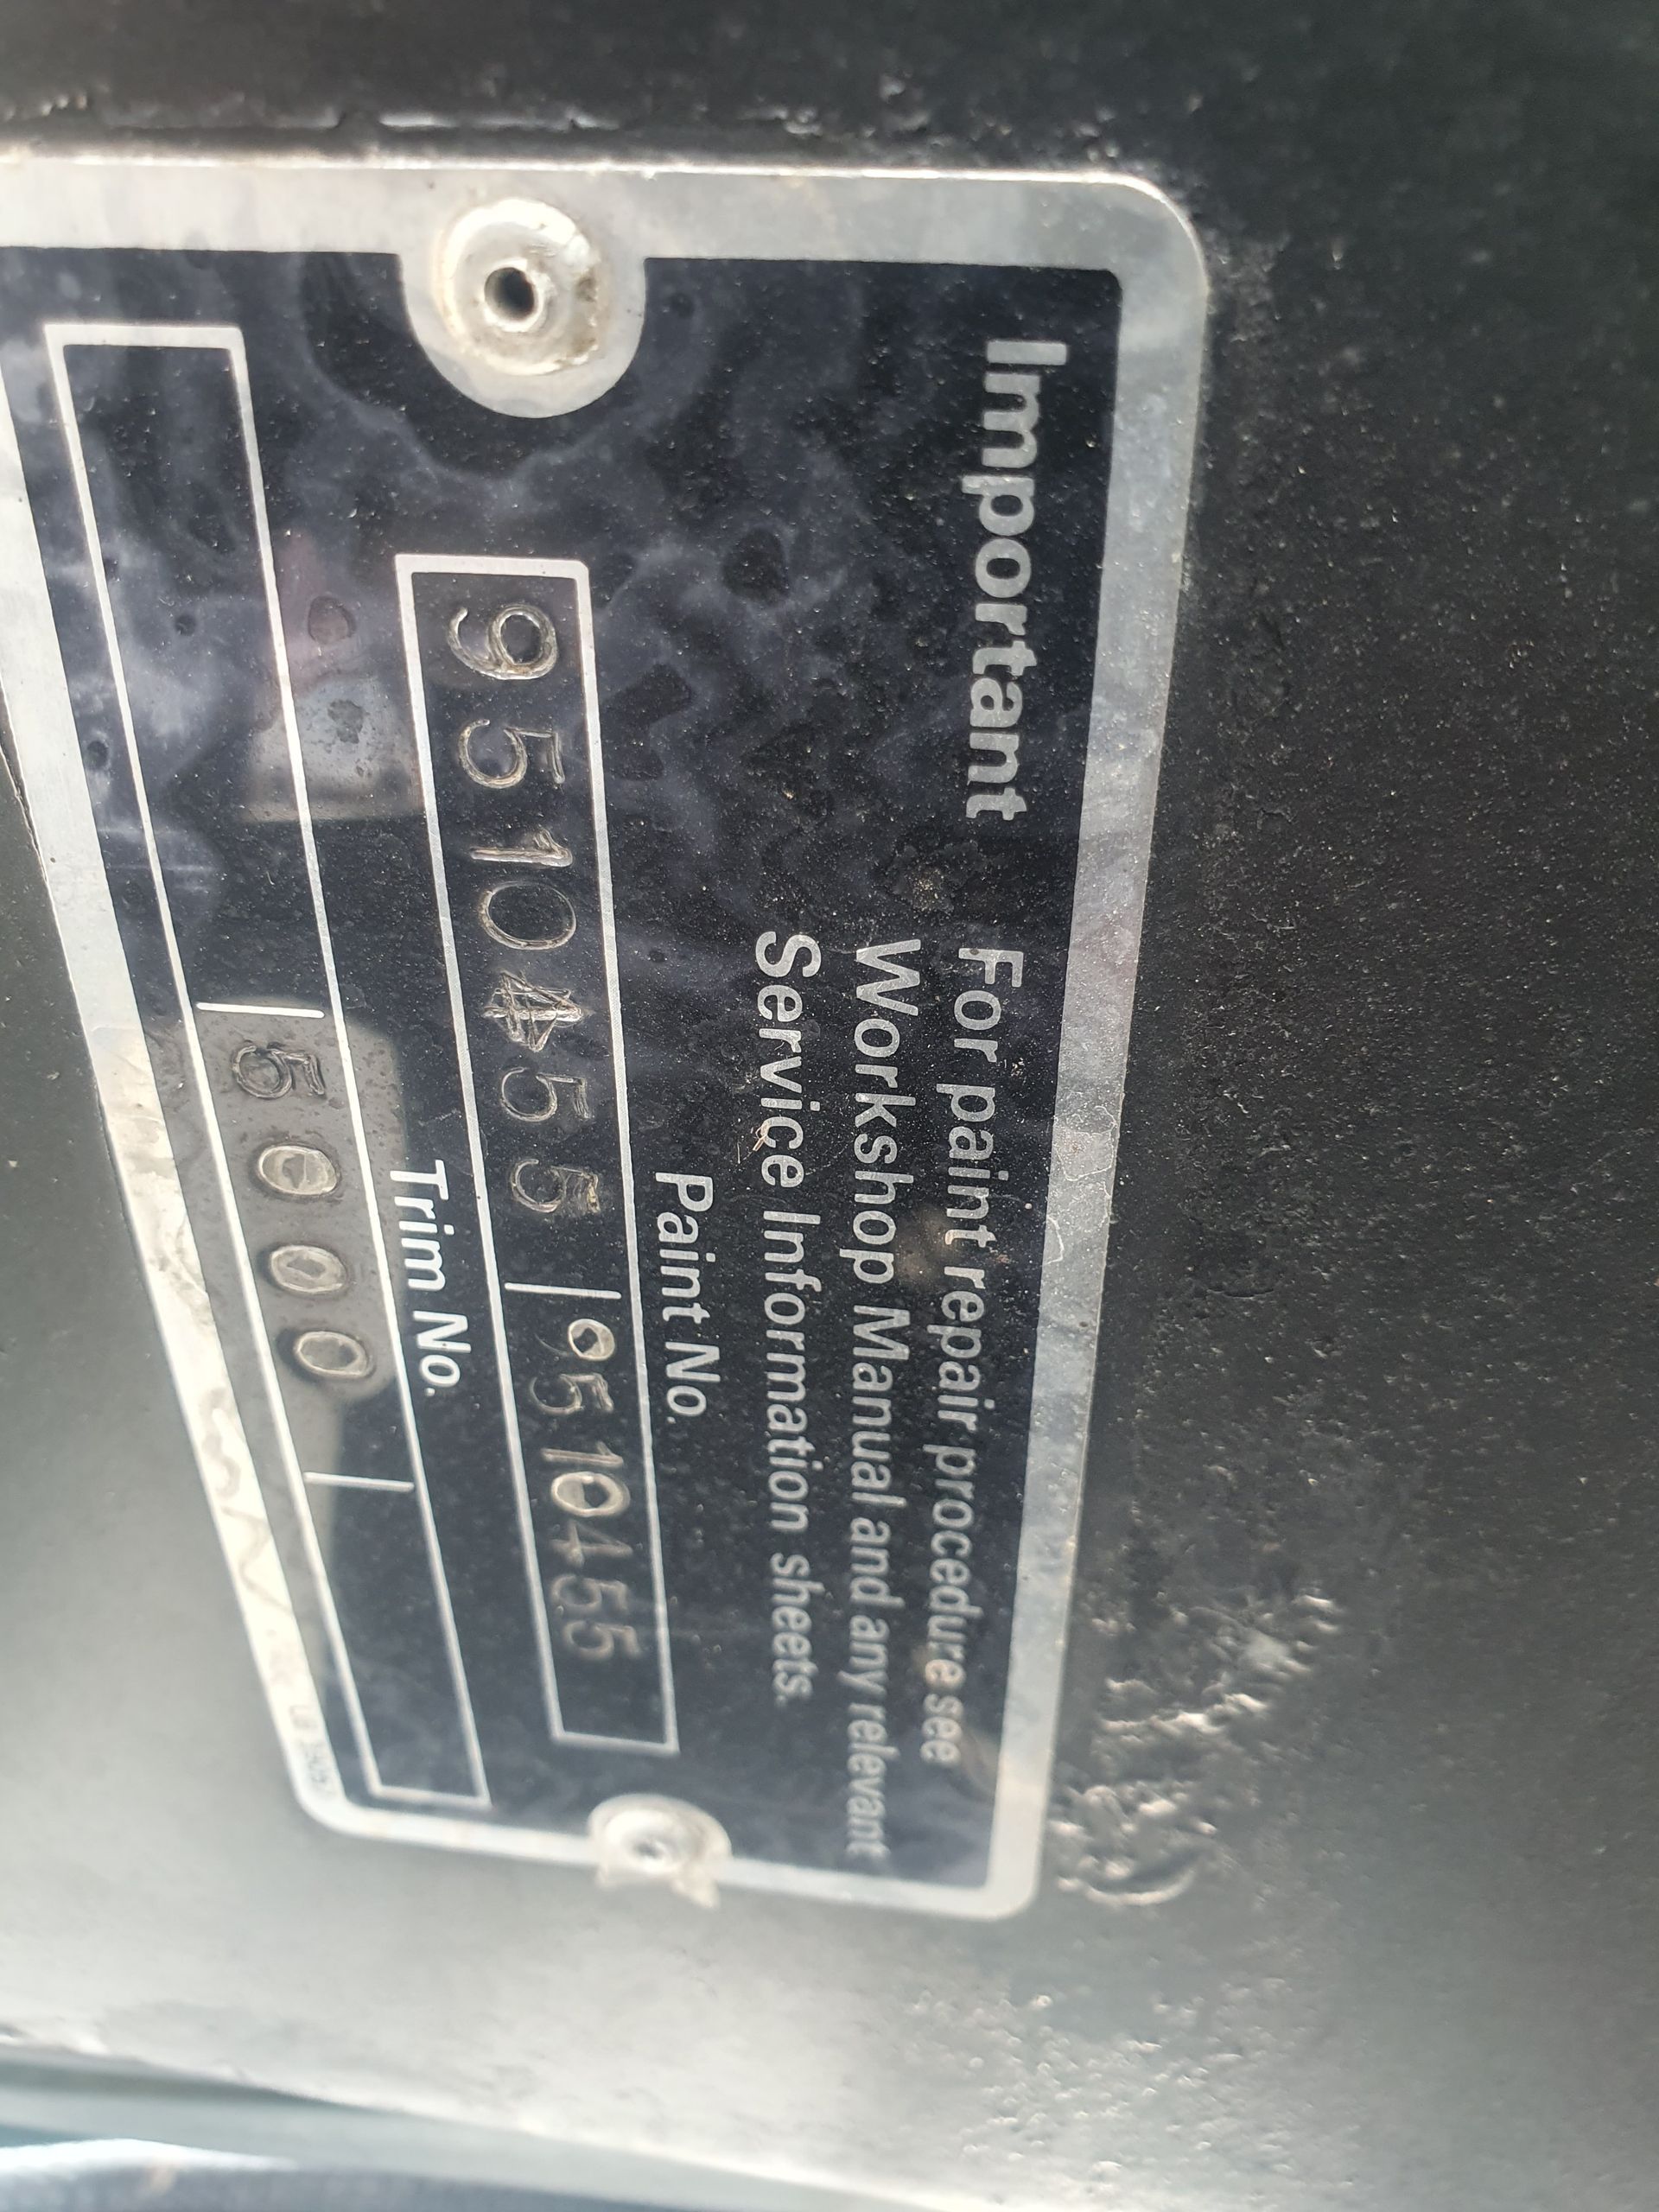 Important For paint repair procedure see
Workshop Manual and any relevant
Service Information sheets.
Paint No.
9510455 9510455
Trim No.
5000